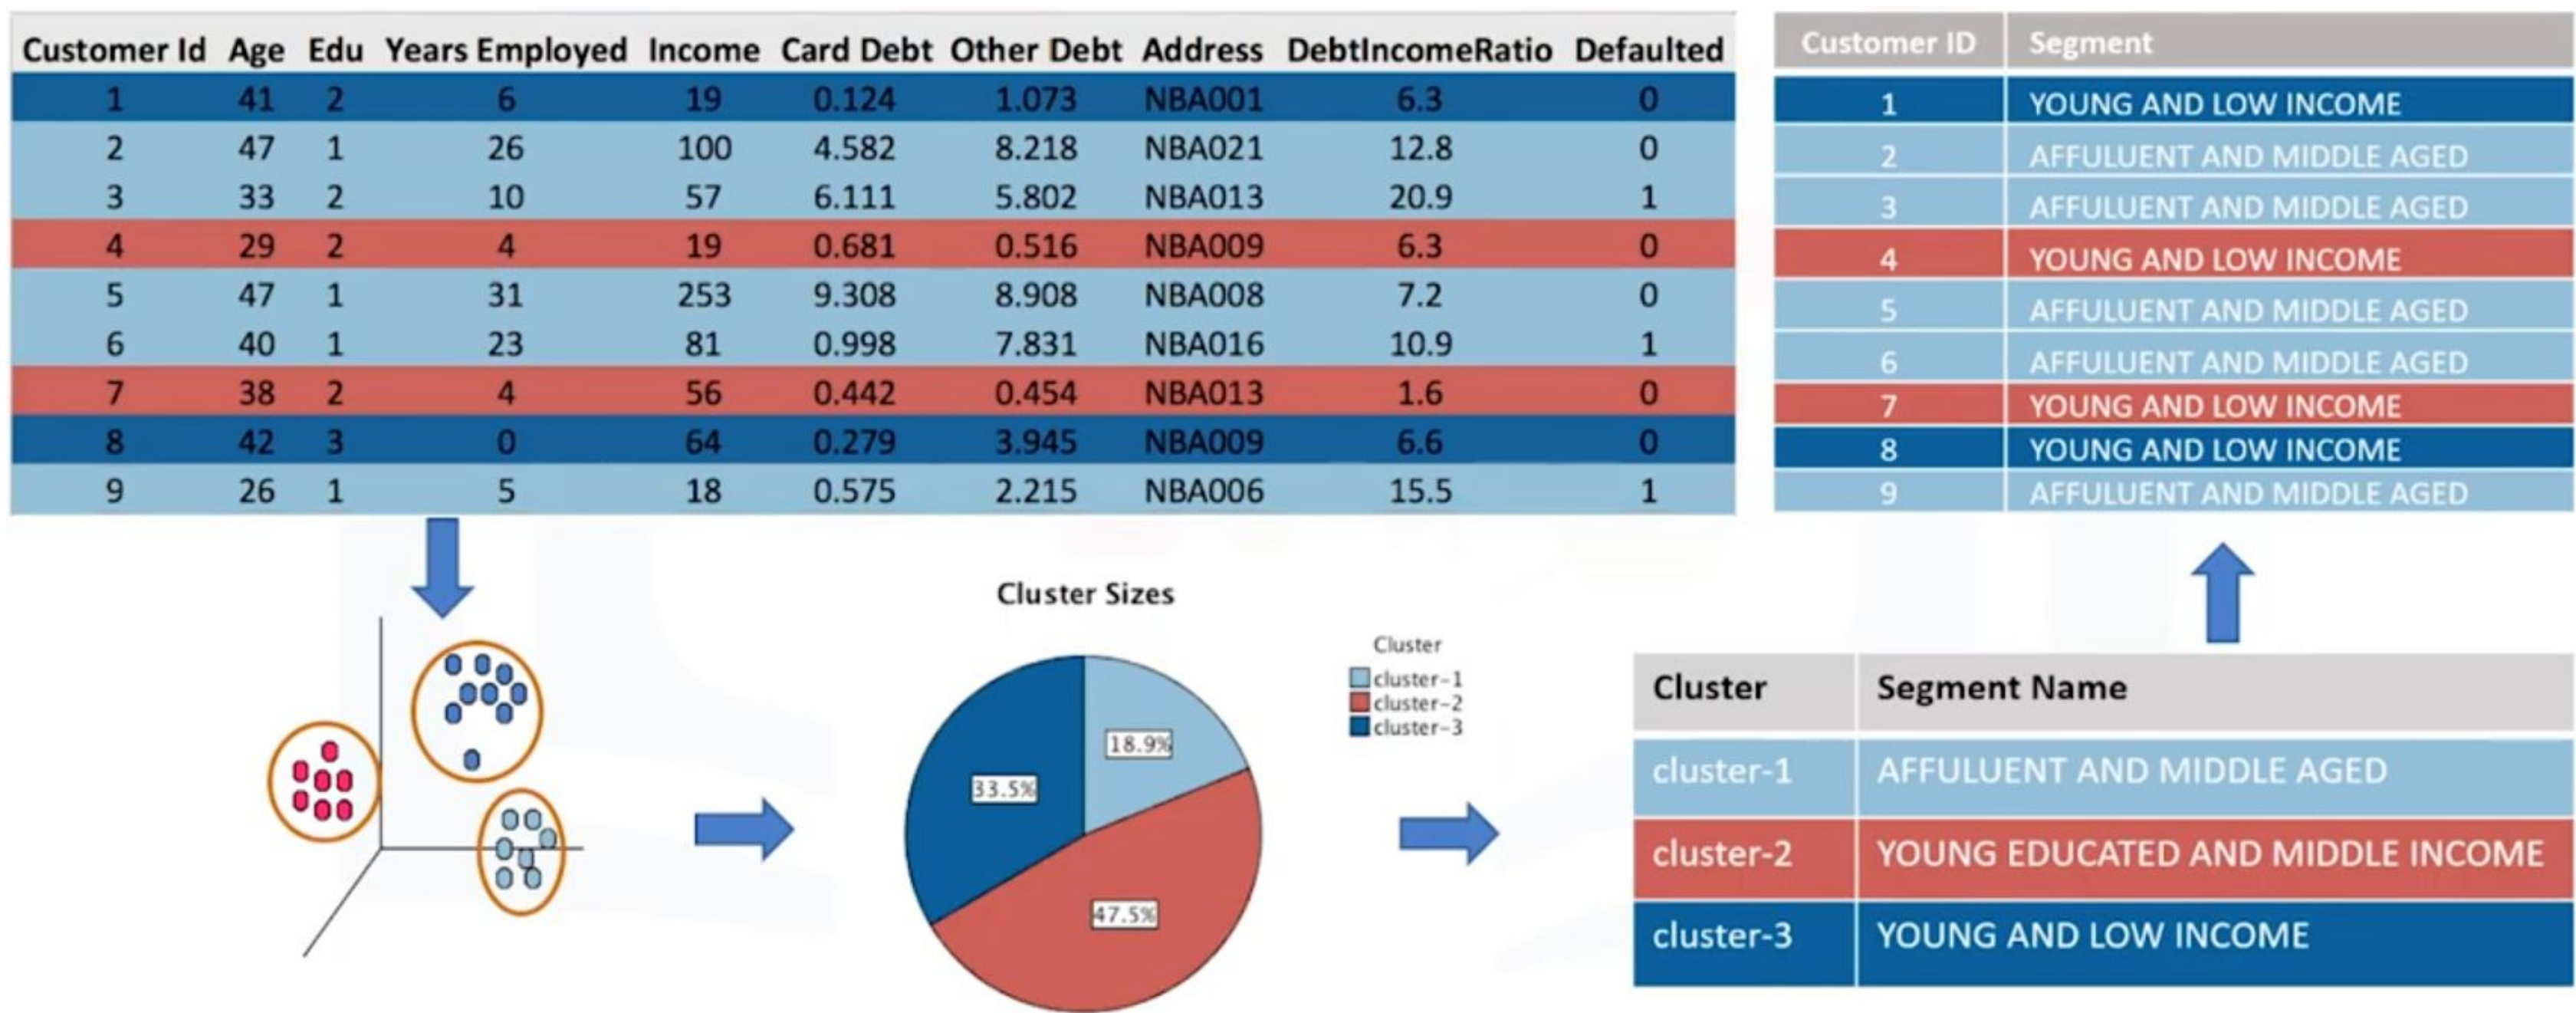 Customer Id Age Edu Years Employed Income Card Debt Other Debt Address DebtIncomeRatio Defaulted
1 41 2 6 19 0.124 1.073 NBA001 6.3 0
2 47 1 26 100 4.582 8.218 NBA021 12.8 0
3 33 2 10 57 6.111 5.802 NBA013 20.9 1
4 29 2 4 19 0.681 0.516 NBA009 6.3 0
5 47 1 31 253 9.308 8.908 NBA008 7.2 0
6 40 1 23 81 0.998 7.831 NBA016 10.9 1
7 38 2 4 56 0.442 0.454 NBA013 1.6 0
8 42 3 0 64 0.279 3.945 NBA009 6.6 0
9 26 1 5 18 0.575 2.215 NBA006 15.5 1
Customer ID Segment
1 YOUNG AND LOW INCOME
2 AFFULUENT AND MIDDLE AGED
3 AFFULUENT AND MIDDLE AGED
4 YOUNG AND LOW INCOME
5 AFFULUENT AND MIDDLE AGED
6 AFFULUENT AND MIDDLE AGED
7 YOUNG AND LOW INCOME
8 YOUNG AND LOW INCOME
9 AFFULUENT AND MIDDLE AGED
Cluster Sizes
18.9%
33.5%
47.5%
Cluster
cluster-1
cluster-2
cluster-3
Cluster Segment Name
cluster-1 AFFULUENT AND MIDDLE AGED
cluster-2 YOUNG EDUCATED AND MIDDLE INCOME
cluster-3 YOUNG AND LOW INCOME